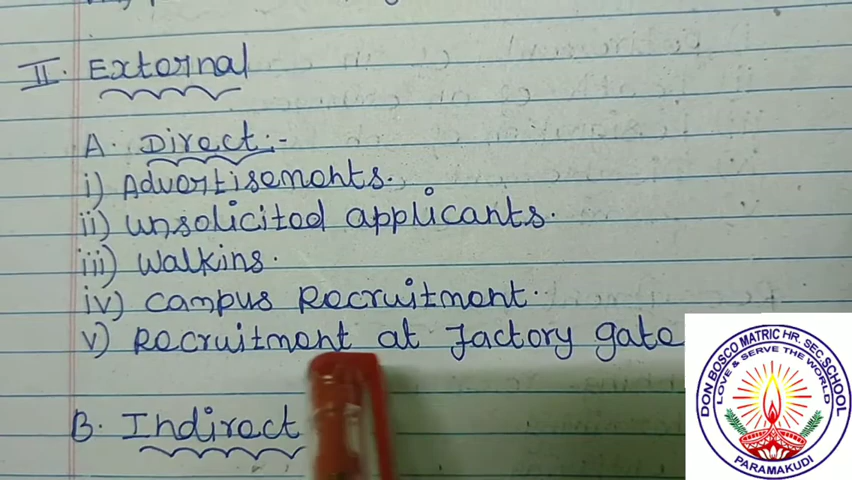 II. External
A. Direct:-
i) Advertisements.
ii) unsolicited applicants.
iii) walkins.
iv) campus Recruitment.
v) Recruitment at factory gate
B. Indirect
DON BOSCO MATRIC HR. SEC. SCHOOL
LOVE & SERVE THE WORLD
PARAMAKUDI